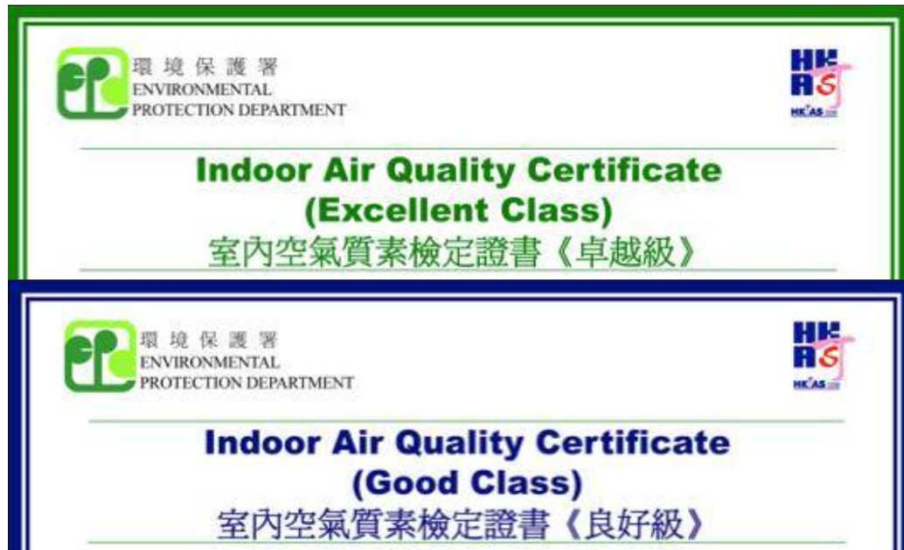 環境保護署
ENVIRONMENTAL
PROTECTION DEPARTMENT
HK
AS
HKAS
Indoor Air Quality Certificate
(Excellent Class)
室內空氣質素檢定證書《卓越級》
環境保護署
ENVIRONMENTAL
PROTECTION DEPARTMENT
HK
AS
HKAS
Indoor Air Quality Certificate
(Good Class)
室內空氣質素檢定證書《良好級》